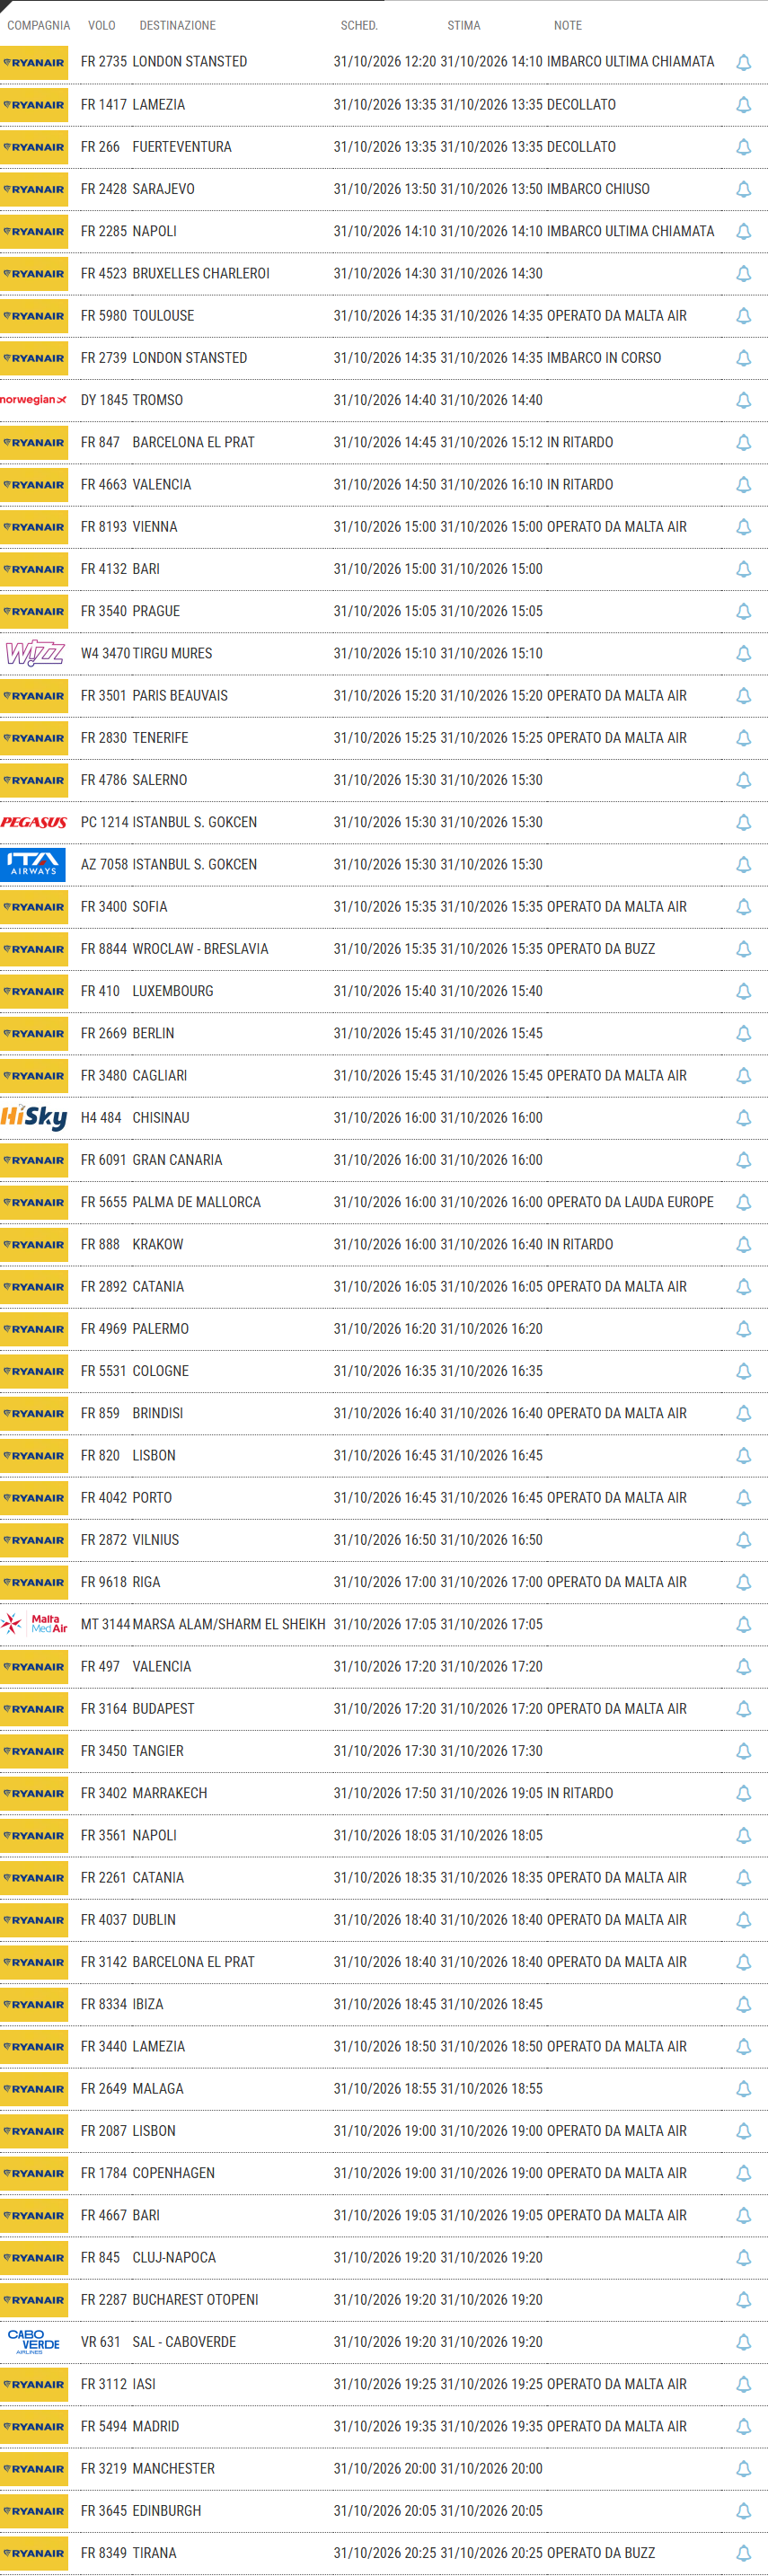 COMPAGNIA VOLO DESTINAZIONE SCHED. STIMA NOTE
RYANAIR FR 2735 LONDON STANSTED 31/10/2026 12:20 31/10/2026 14:10 IMBARCO ULTIMA CHIAMATA
RYANAIR FR 1417 LAMEZIA 31/10/2026 13:35 31/10/2026 13:35 DECOLLATO
RYANAIR FR 266 FUERTEVENTURA 31/10/2026 13:35 31/10/2026 13:35 DECOLLATO
RYANAIR FR 2428 SARAJEVO 31/10/2026 13:50 31/10/2026 13:50 IMBARCO CHIUSO
RYANAIR FR 2285 NAPOLI 31/10/2026 14:10 31/10/2026 14:10 IMBARCO ULTIMA CHIAMATA
RYANAIR FR 4523 BRUXELLES CHARLEROI 31/10/2026 14:30 31/10/2026 14:30
RYANAIR FR 5980 TOULOUSE 31/10/2026 14:35 31/10/2026 14:35 OPERATO DA MALTA AIR
RYANAIR FR 2739 LONDON STANSTED 31/10/2026 14:35 31/10/2026 14:35 IMBARCO IN CORSO
norwegian DY 1845 TROMSO 31/10/2026 14:40 31/10/2026 14:40
RYANAIR FR 847 BARCELONA EL PRAT 31/10/2026 14:45 31/10/2026 15:12 IN RITARDO
RYANAIR FR 4663 VALENCIA 31/10/2026 14:50 31/10/2026 16:10 IN RITARDO
RYANAIR FR 8193 VIENNA 31/10/2026 15:00 31/10/2026 15:00 OPERATO DA MALTA AIR
RYANAIR FR 4132 BARI 31/10/2026 15:00 31/10/2026 15:00
RYANAIR FR 3540 PRAGUE 31/10/2026 15:05 31/10/2026 15:05
WIZZ W4 3470 TIRGU MURES 31/10/2026 15:10 31/10/2026 15:10
RYANAIR FR 3501 PARIS BEAUVAIS 31/10/2026 15:20 31/10/2026 15:20 OPERATO DA MALTA AIR
RYANAIR FR 2830 TENERIFE 31/10/2026 15:25 31/10/2026 15:25 OPERATO DA MALTA AIR
RYANAIR FR 4786 SALERNO 31/10/2026 15:30 31/10/2026 15:30
PEGASUS PC 1214 ISTANBUL S. GOKCEN 31/10/2026 15:30 31/10/2026 15:30
ITA AIRWAYS AZ 7058 ISTANBUL S. GOKCEN 31/10/2026 15:30 31/10/2026 15:30
RYANAIR FR 3400 SOFIA 31/10/2026 15:35 31/10/2026 15:35 OPERATO DA MALTA AIR
RYANAIR FR 8844 WROCLAW - BRESLAVIA 31/10/2026 15:35 31/10/2026 15:35 OPERATO DA BUZZ
RYANAIR FR 410 LUXEMBOURG 31/10/2026 15:40 31/10/2026 15:40
RYANAIR FR 2669 BERLIN 31/10/2026 15:45 31/10/2026 15:45
RYANAIR FR 3480 CAGLIARI 31/10/2026 15:45 31/10/2026 15:45 OPERATO DA MALTA AIR
HiSky H4 484 CHISINAU 31/10/2026 16:00 31/10/2026 16:00
RYANAIR FR 6091 GRAN CANARIA 31/10/2026 16:00 31/10/2026 16:00
RYANAIR FR 5655 PALMA DE MALLORCA 31/10/2026 16:00 31/10/2026 16:00 OPERATO DA LAUDA EUROPE
RYANAIR FR 888 KRAKOW 31/10/2026 16:00 31/10/2026 16:40 IN RITARDO
RYANAIR FR 2892 CATANIA 31/10/2026 16:05 31/10/2026 16:05 OPERATO DA MALTA AIR
RYANAIR FR 4969 PALERMO 31/10/2026 16:20 31/10/2026 16:20
RYANAIR FR 5531 COLOGNE 31/10/2026 16:35 31/10/2026 16:35
RYANAIR FR 859 BRINDISI 31/10/2026 16:40 31/10/2026 16:40 OPERATO DA MALTA AIR
RYANAIR FR 820 LISBON 31/10/2026 16:45 31/10/2026 16:45
RYANAIR FR 4042 PORTO 31/10/2026 16:45 31/10/2026 16:45 OPERATO DA MALTA AIR
RYANAIR FR 2872 VILNIUS 31/10/2026 16:50 31/10/2026 16:50
RYANAIR FR 9618 RIGA 31/10/2026 17:00 31/10/2026 17:00 OPERATO DA MALTA AIR
Malta MedAir MT 3144 MARSA ALAM/SHARM EL SHEIKH 31/10/2026 17:05 31/10/2026 17:05
RYANAIR FR 497 VALENCIA 31/10/2026 17:20 31/10/2026 17:20
RYANAIR FR 3164 BUDAPEST 31/10/2026 17:20 31/10/2026 17:20 OPERATO DA MALTA AIR
RYANAIR FR 3450 TANGIER 31/10/2026 17:30 31/10/2026 17:30
RYANAIR FR 3402 MARRAKECH 31/10/2026 17:50 31/10/2026 19:05 IN RITARDO
RYANAIR FR 3561 NAPOLI 31/10/2026 18:05 31/10/2026 18:05
RYANAIR FR 2261 CATANIA 31/10/2026 18:35 31/10/2026 18:35 OPERATO DA MALTA AIR
RYANAIR FR 4037 DUBLIN 31/10/2026 18:40 31/10/2026 18:40 OPERATO DA MALTA AIR
RYANAIR FR 3142 BARCELONA EL PRAT 31/10/2026 18:40 31/10/2026 18:40 OPERATO DA MALTA AIR
RYANAIR FR 8334 IBIZA 31/10/2026 18:45 31/10/2026 18:45
RYANAIR FR 3440 LAMEZIA 31/10/2026 18:50 31/10/2026 18:50 OPERATO DA MALTA AIR
RYANAIR FR 2649 MALAGA 31/10/2026 18:55 31/10/2026 18:55
RYANAIR FR 2087 LISBON 31/10/2026 19:00 31/10/2026 19:00 OPERATO DA MALTA AIR
RYANAIR FR 1784 COPENHAGEN 31/10/2026 19:00 31/10/2026 19:00 OPERATO DA MALTA AIR
RYANAIR FR 4667 BARI 31/10/2026 19:05 31/10/2026 19:05 OPERATO DA MALTA AIR
RYANAIR FR 845 CLUJ-NAPOCA 31/10/2026 19:20 31/10/2026 19:20
RYANAIR FR 2287 BUCHAREST OTOPENI 31/10/2026 19:20 31/10/2026 19:20
CABO VERDE AIRLINES VR 631 SAL - CABOVERDE 31/10/2026 19:20 31/10/2026 19:20
RYANAIR FR 3112 IASI 31/10/2026 19:25 31/10/2026 19:25 OPERATO DA MALTA AIR
RYANAIR FR 5494 MADRID 31/10/2026 19:35 31/10/2026 19:35 OPERATO DA MALTA AIR
RYANAIR FR 3219 MANCHESTER 31/10/2026 20:00 31/10/2026 20:00
RYANAIR FR 3645 EDINBURGH 31/10/2026 20:05 31/10/2026 20:05
RYANAIR FR 8349 TIRANA 31/10/2026 20:25 31/10/2026 20:25 OPERATO DA BUZZ